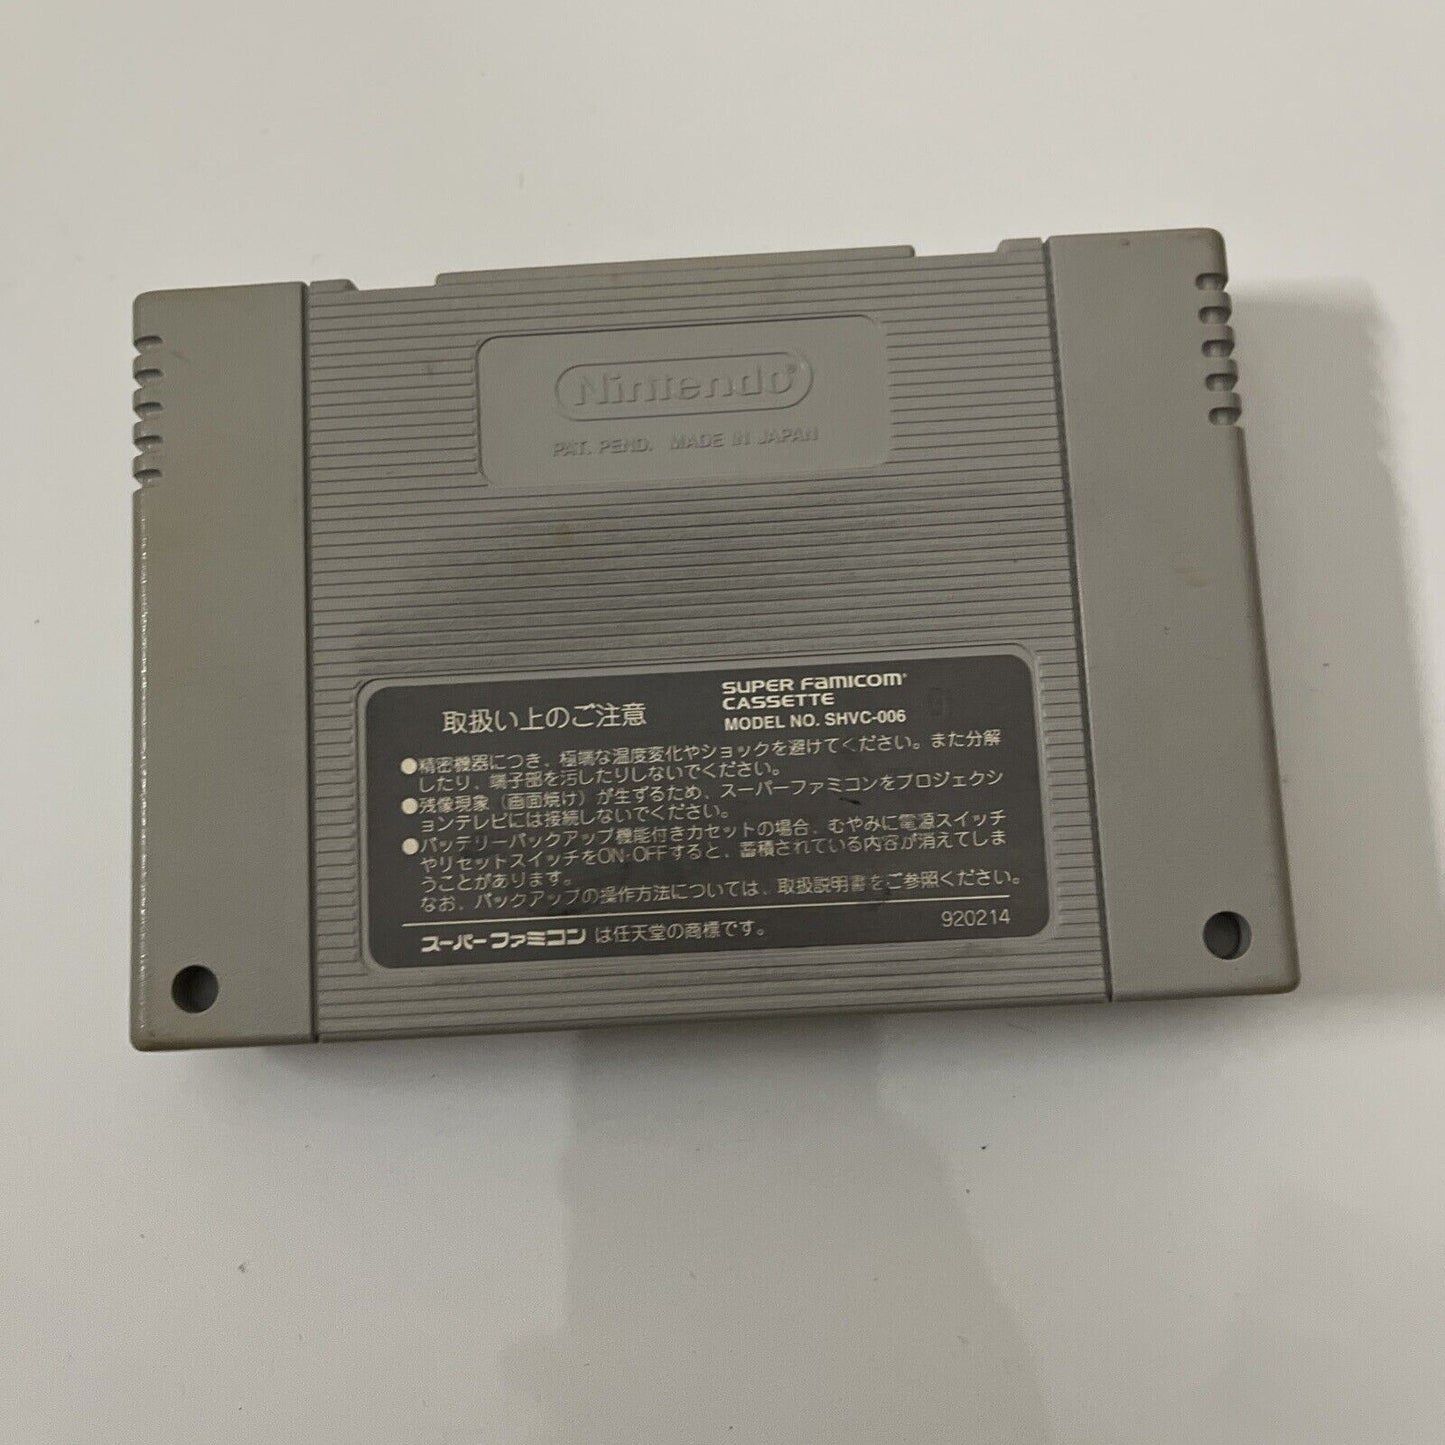 Nintendo®
PAT. PEND. MADE IN JAPAN
取扱い上のご注意
SUPER FAMICOM
CASSETTE
MODEL NO. SHVC-006
●精密機器につき、極端な温度変化やショックを避けてください。また分解
したり、端子部を汚したりしないでください。
●残像現象（画面焼け）が生ずるため、スーパーファミコンをプロジェクシ
ョンテレビには接続しないでください。
●バッテリーバックアップ機能付きカセットの場合、むやみに電源スイッチ
やリセットスイッチをON·OFFすると、蓄積されている内容が消えてしま
うことがあります。
なお、バックアップの操作方法については、取扱説明書をご参照ください。
スーパーファミコンは任天堂の商標です。
920214